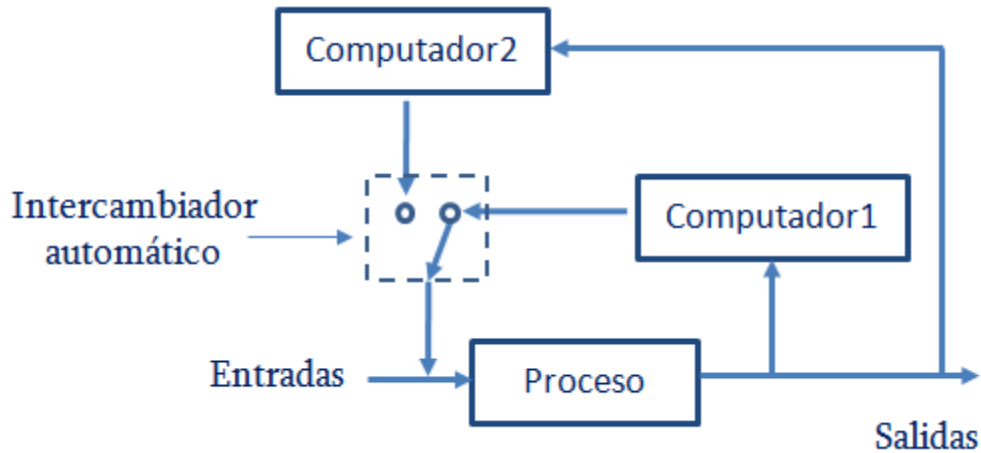 Computador2
Intercambiador
automático
Computador1
Entradas
Proceso
Salidas